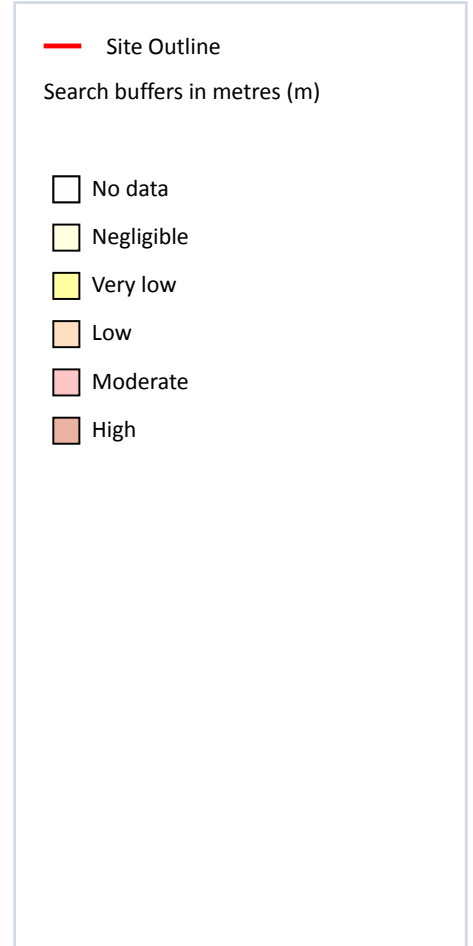 Site Outline
Search buffers in metres (m)
No data
Negligible
Very low
Low
Moderate
High